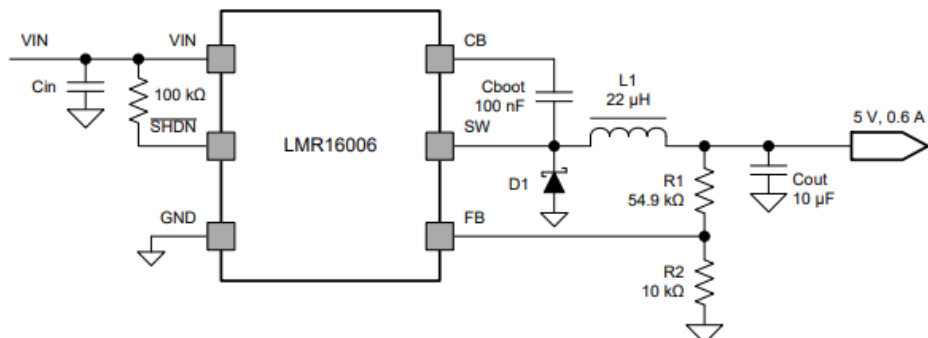 VIN
VIN
CB
Cin
100 kΩ
Cboot
100 nF
L1
22 µH
SHDN
SW
LMR16006
5 V, 0.6 A
D1
R1
54.9 kΩ
Cout
10 µF
GND
FB
R2
10 kΩ